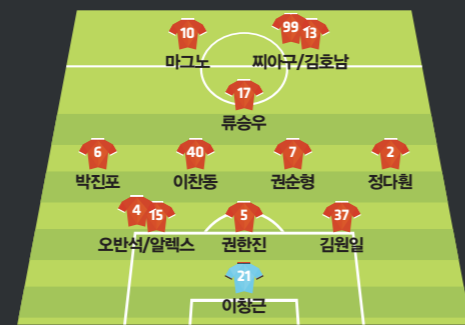 10 99 13
마그노 찌아구/김호남
17
류승우
6 40 7 2
박진포 이찬동 권순형 정다훤
4 15 5 37
오반석/알렉스 권한진 김원일
21
이창근